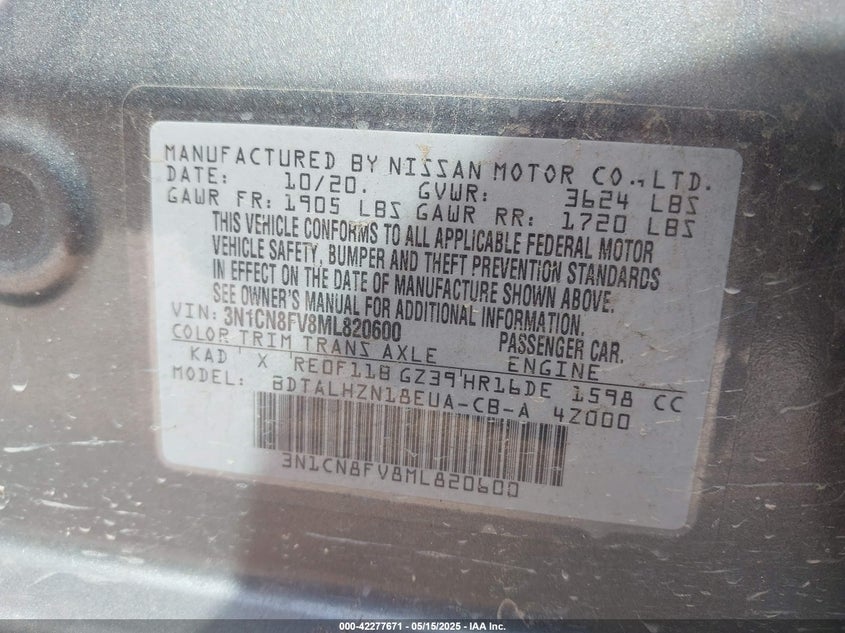 MANUFACTURED BY NISSAN MOTOR CO.,LTD.
DATE: 10/20. GVWR: 3624 LBS
GAWR FR: 1905 LBS GAWR RR: 1720 LBS
THIS VEHICLE CONFORMS TO ALL APPLICABLE FEDERAL MOTOR
VEHICLE SAFETY, BUMPER AND THEFT PREVENTION STANDARDS
IN EFFECT ON THE DATE OF MANUFACTURE SHOWN ABOVE.
SEE OWNER'S MANUAL FOR ADDITIONAL INFORMATION.
VIN: 3N1CN8FV8ML820600 PASSENGER CAR.
COLOR TRIM TRANS AXLE ENGINE
KAD X RE0F11B GZ39 HR16DE 1598 CC
MODEL: BDTALHZN18EUA-CB-A 4Z000
3N1CN8FV8ML820600
000-42277671 - 05/15/2025 - IAA Inc.